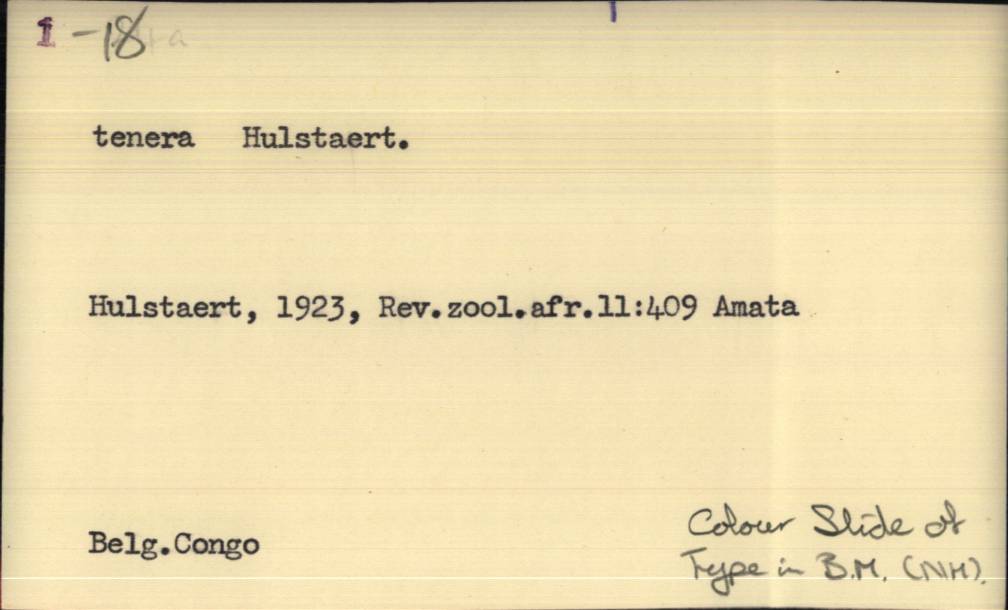 1-18
tenera Hulstaert.
Hulstaert, 1923, Rev.zool.afr.11:409 Amata
Belg.Congo
Colour Slide of
Type in B.M. (NH).